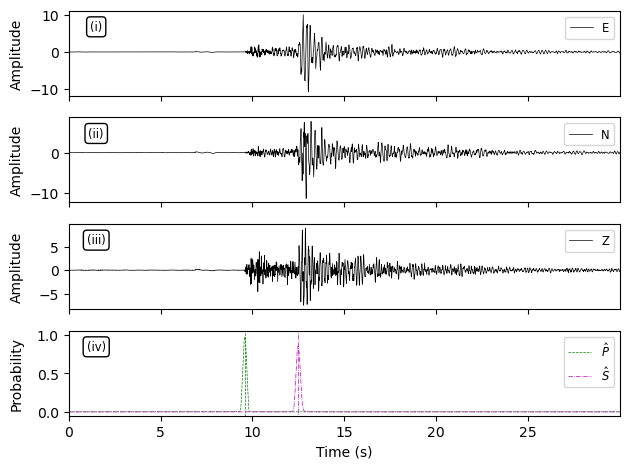 (i)
E
10
0
−10
Amplitude
(ii)
N
0
−10
Amplitude
(iii)
Z
5
0
−5
Amplitude
(iv)
P̂
Ŝ
1.0
0.5
0.0
Probability
0 5 10 15 20 25
Time (s)